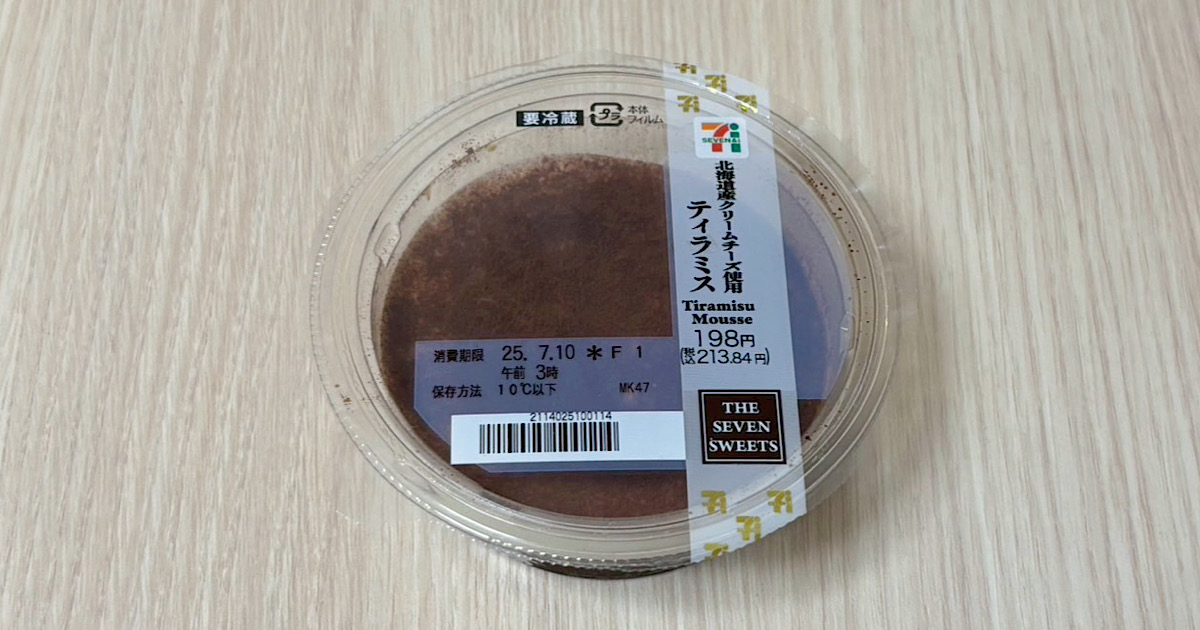 要冷蔵
プラ
本体
フィルム
SEVEN&i
北海道産クリームチーズ使用
ティラミス
Tiramisu
Mousse
198円
(税込213.84円)
消費期限 25. 7.10 * F 1
午前 3時
保存方法 10℃以下 MK47
2114025100114
THE
SEVEN
SWEETS